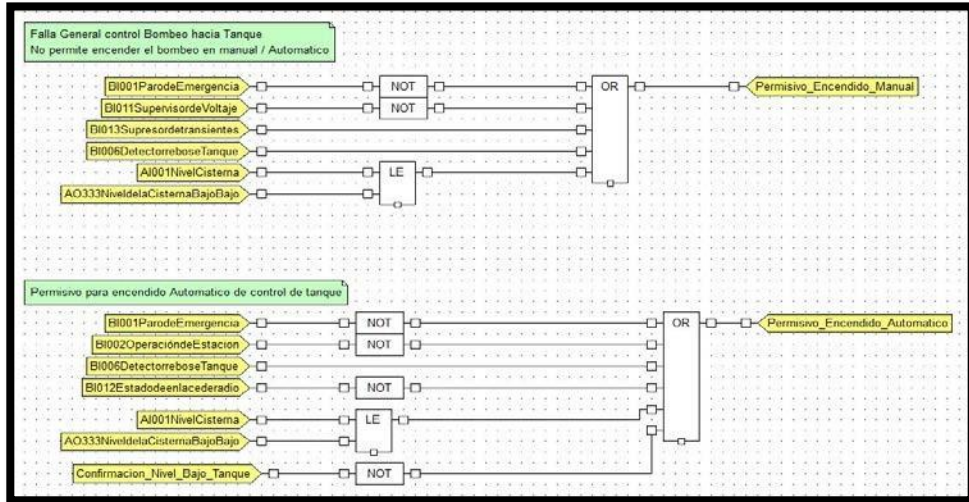 Falla General control Bombeo hacia Tanque
No permite encender el bombeo en manual / Automatico
BI001ParodeEmergencia NOT OR Permisivo_Encendido_Manual
BI011SupervisordeVoltaje NOT
BI013Supresordetransientes
BI006DetectorreboseTanque
AI001NivelCisterna LE
AO333NiveldelaCisternaBajoBajo
Permisivo para encendido Automatico de control de tanque
BI001ParodeEmergencia NOT OR Permisivo_Encendido_Automatico
BI002OperacióndeEstacion NOT
BI006DetectorreboseTanque
BI012Estadodeenlacederadio NOT
AI001NivelCisterna LE
AO333NiveldelaCisternaBajoBajo
Confirmacion_Nivel_Bajo_Tanque NOT